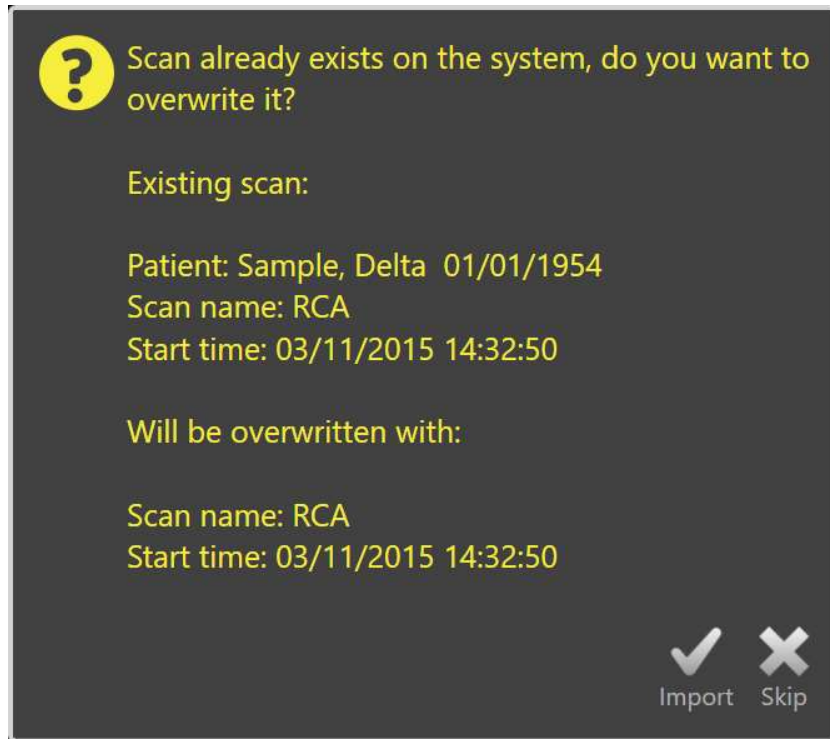 Scan already exists on the system, do you want to
overwrite it?
Existing scan:
Patient: Sample, Delta  01/01/1954
Scan name: RCA
Start time: 03/11/2015 14:32:50
Will be overwritten with:
Scan name: RCA
Start time: 03/11/2015 14:32:50
Import Skip